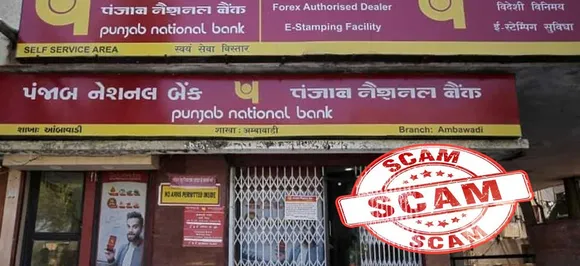 पंजाब नैशनल बैंक
punjab national bank
SELF SERVICE AREA स्वयं सेवा विस्तार
Forex Authorised Dealer
E-Stamping Facility
विदेशी विनिमय
ई-स्टेम्पिंग सुविधा
પંજાબ નેશનલ બેંક पंजाब नैशनल बैंक
punjab national bank
શાખાઃ આંબાવાડી शाखा : अम्बावाडी Branch: Ambawadi
NO ARMS PERMITTED INSIDE
SCAM
SCAM
SCAM